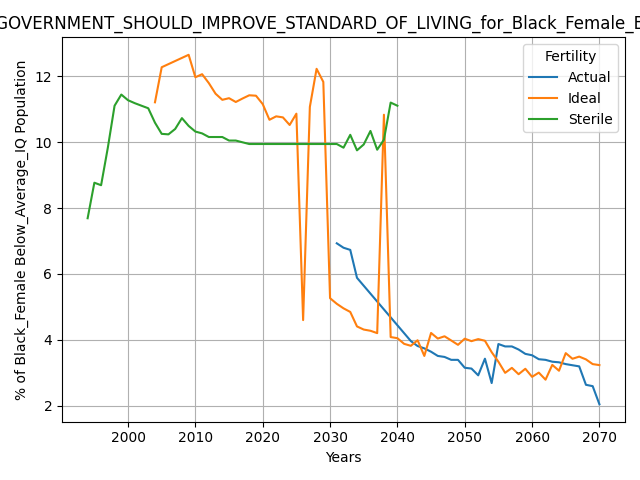 GOVERNMENT_SHOULD_IMPROVE_STANDARD_OF_LIVING_for_Black_Female_B
Fertility
Actual
Ideal
Sterile
% of Black_Female Below_Average_IQ Population
12
10
8
6
4
2
2000 2010 2020 2030 2040 2050 2060 2070
Years